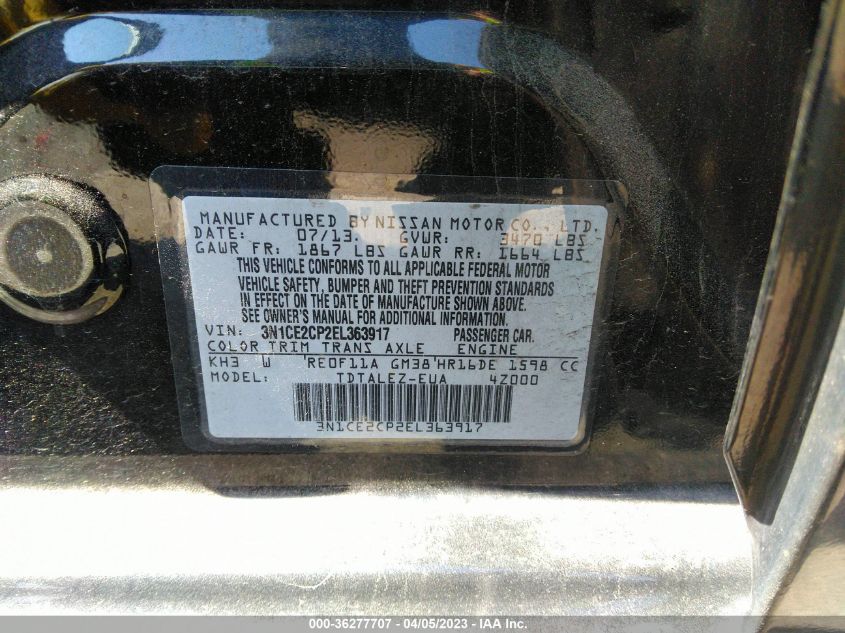 MANUFACTURED BY NISSAN MOTOR CO., LTD.
DATE: 07/13. GVWR: 3470 LBS
GAWR FR: 1867 LBS GAWR RR: 1664 LBS
THIS VEHICLE CONFORMS TO ALL APPLICABLE FEDERAL MOTOR
VEHICLE SAFETY, BUMPER AND THEFT PREVENTION STANDARDS
IN EFFECT ON THE DATE OF MANUFACTURE SHOWN ABOVE.
SEE OWNER'S MANUAL FOR ADDITIONAL INFORMATION.
VIN: 3N1CE2CP2EL363917 PASSENGER CAR.
COLOR TRIM TRANS AXLE ENGINE
KH3 W 'RE0F11A GM38'HR16DE 1598 CC
MODEL: TDTALEZ-EUA 4Z000
3N1CE2CP2EL363917
000-36277707 - 04/05/2023 - IAA Inc.